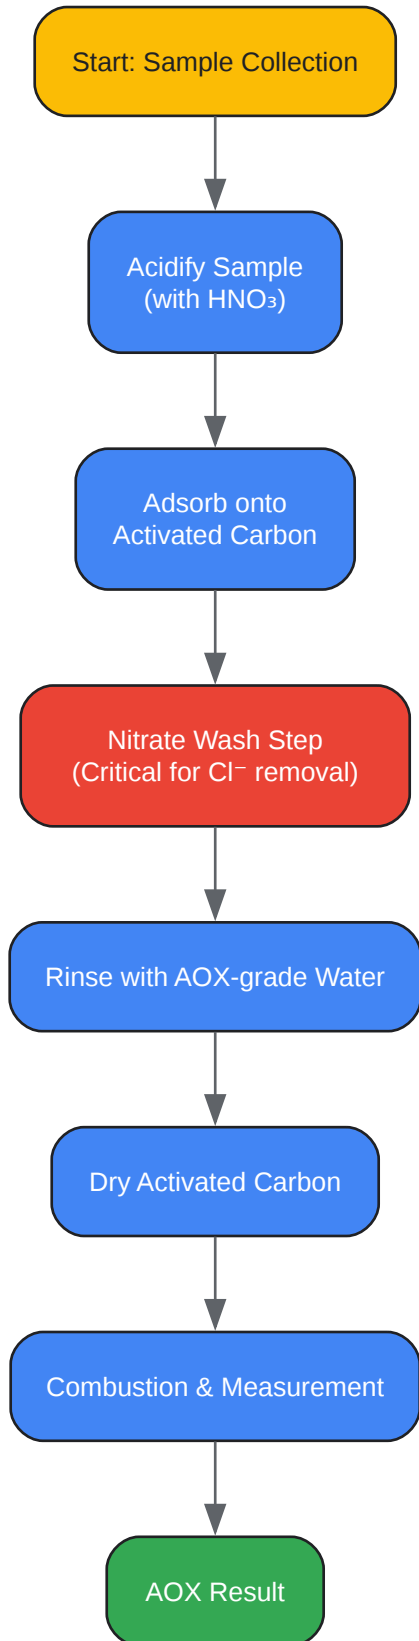 Start: Sample Collection
Acidify Sample
(with HNO₃)
Adsorb onto
Activated Carbon
Nitrate Wash Step
(Critical for Cl⁻ removal)
Rinse with AOX-grade Water
Dry Activated Carbon
Combustion & Measurement
AOX Result